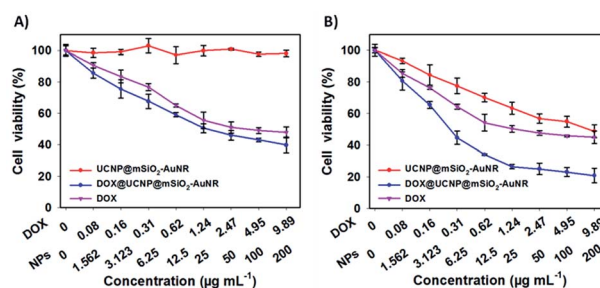 A)
B)
100
80
60
40
20
0
Cell viability (%)
UCNP@mSiO2-AuNR
DOX@UCNP@mSiO2-AuNR
DOX
DOX 0 0.08 0.16 0.31 0.62 1.24 2.47 4.95 9.89
NPs 0 1.562 3.123 6.25 12.5 25 50 100 200
Concentration (μg mL-1)
100
80
60
40
20
0
Cell viability (%)
UCNP@mSiO2-AuNR
DOX@UCNP@mSiO2-AuNR
DOX
DOX 0 0.08 0.16 0.31 0.62 1.24 2.47 4.95 9.89
NPs 0 1.562 3.123 6.25 12.5 25 50 100 200
Concentration (μg mL-1)